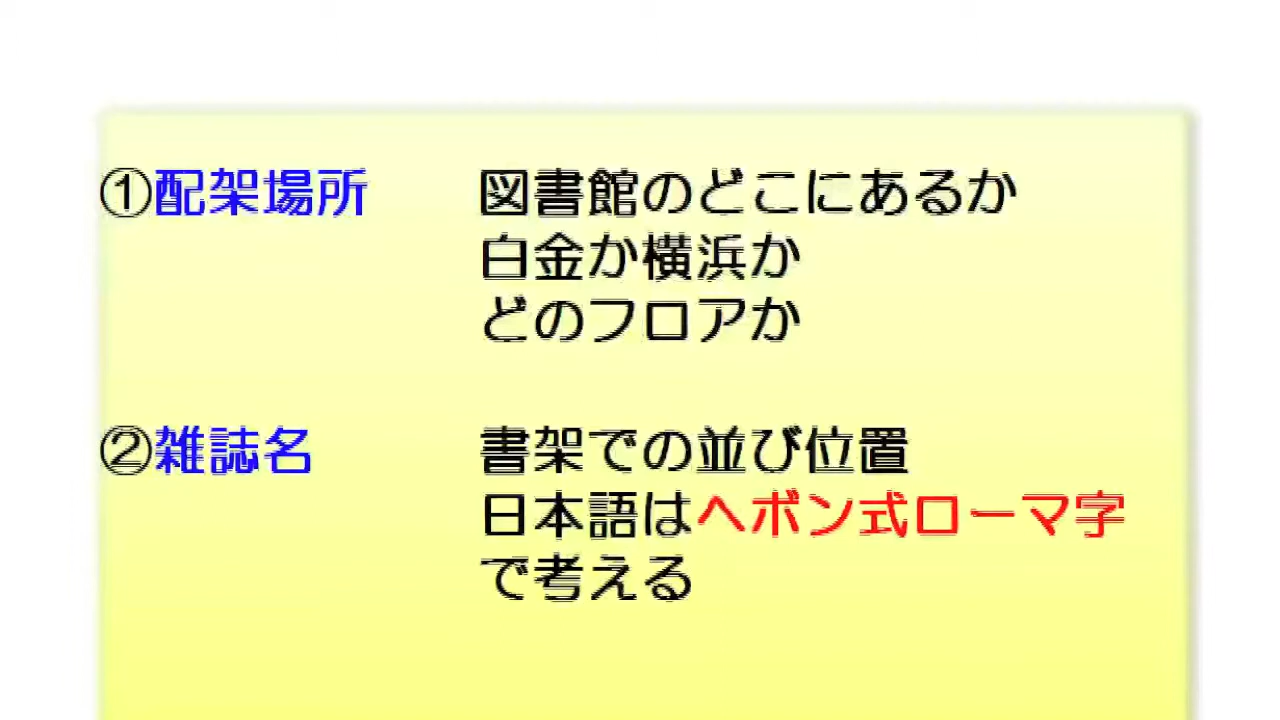 ①配架場所 図書館のどこにあるか
白金か横浜か
どのフロアか
②雑誌名 書架での並び位置
日本語はヘボン式ローマ字
で考える